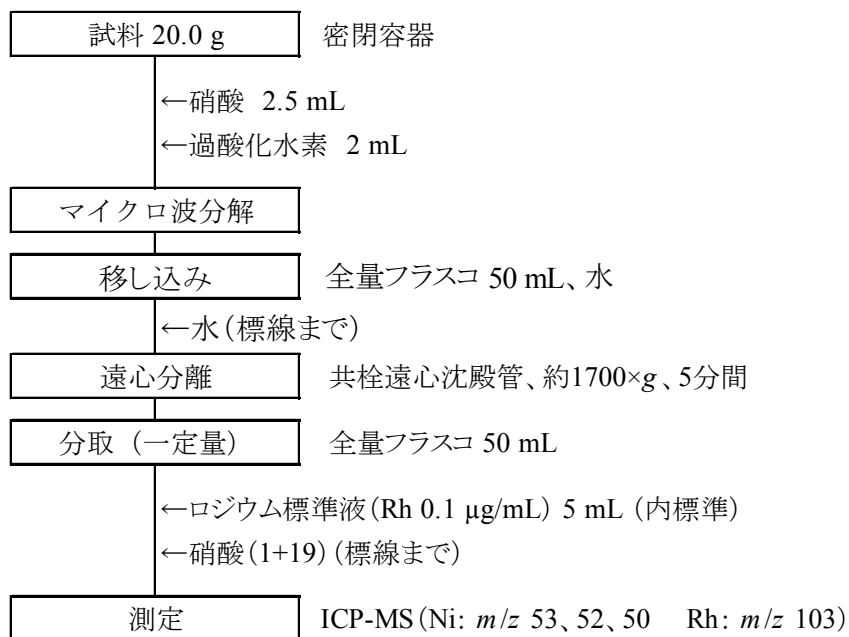 試料 20.0 g 密閉容器
←硝酸 2.5 mL
←過酸化水素 2 mL
マイクロ波分解
移し込み 全量フラスコ 50 mL、水
←水(標線まで)
遠心分離 共栓遠心沈殿管、約1700×g、5分間
分取 (一定量) 全量フラスコ 50 mL
←ロジウム標準液(Rh 0.1 µg/mL) 5 mL (内標準)
←硝酸(1+19)(標線まで)
測定 ICP-MS(Ni: m/z 53、52、50 Rh: m/z 103)